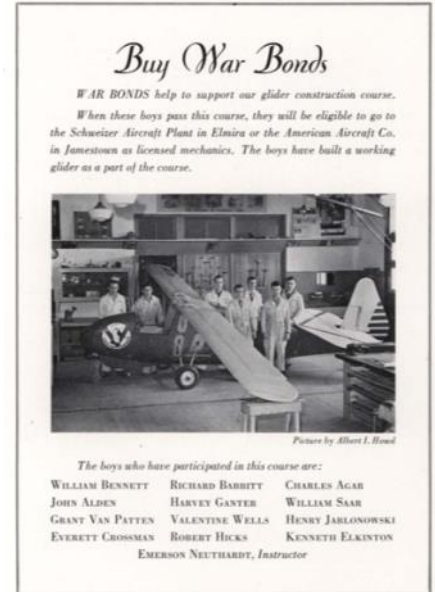 Buy War Bonds
WAR BONDS help to support our glider construction course.
When these boys pass this course, they will be eligible to go to
the Schweizer Aircraft Plant in Elmira or the American Aircraft Co.
in Jamestown as licensed mechanics. The boys have built a working
glider as a part of the course.
Picture by Albert I. Howd
The boys who have participated in this course are:
WILLIAM BENNETT RICHARD BABBITT CHARLES AGAR
JOHN ALDEN HARVEY GANTER WILLIAM SAAR
GRANT VAN PATTEN VALENTINE WELLS HENRY JABLONOWSKI
EVERETT CROSSMAN ROBERT HICKS KENNETH ELKINTON
EMERSON NEUTHARDT, Instructor